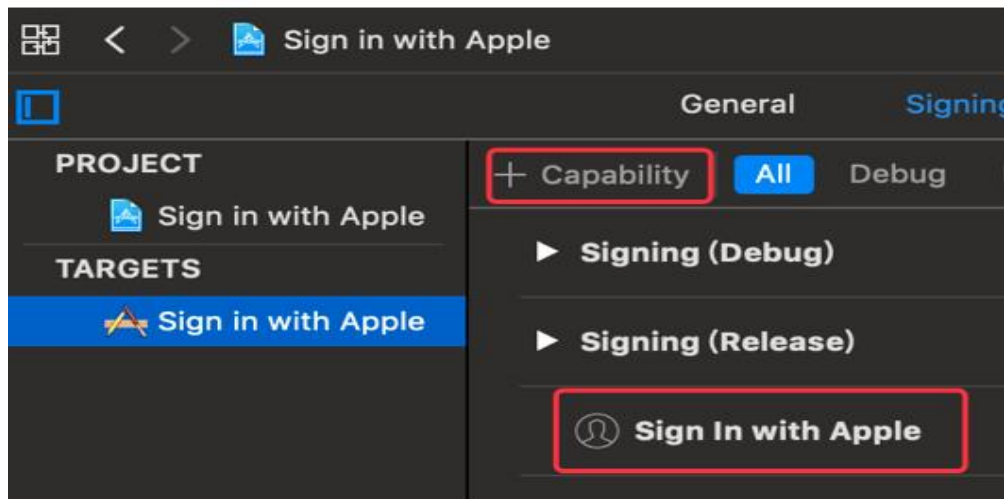 Sign in with Apple
General Signing
PROJECT
+ Capability All Debug
Sign in with Apple
Signing (Debug)
TARGETS
Sign in with Apple
Signing (Release)
Sign In with Apple